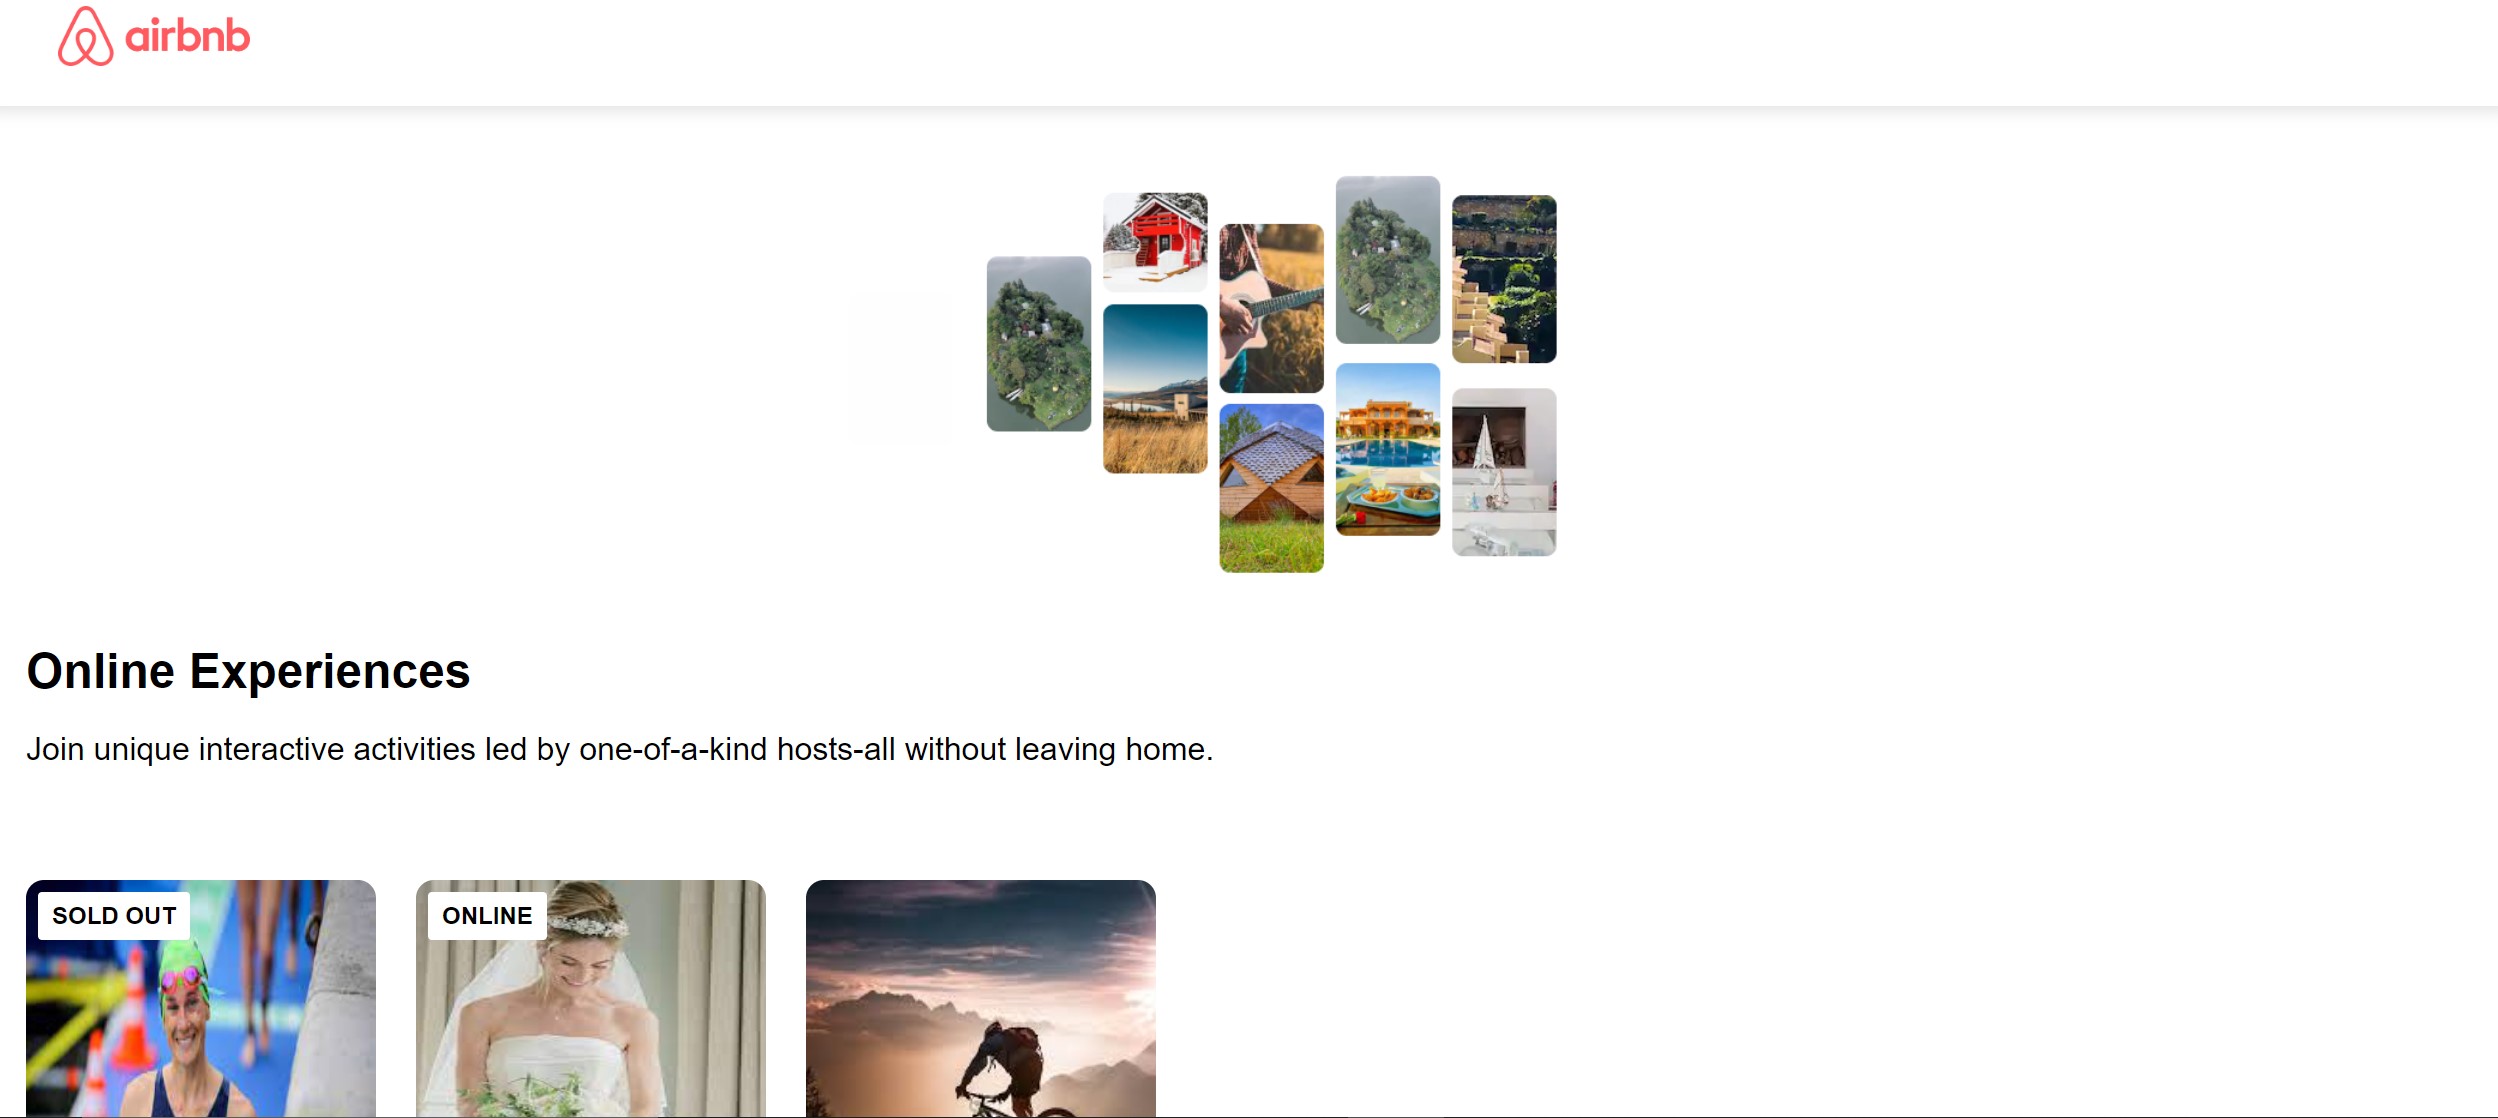 airbnb
Online Experiences
Join unique interactive activities led by one-of-a-kind hosts-all without leaving home.
SOLD OUT
ONLINE